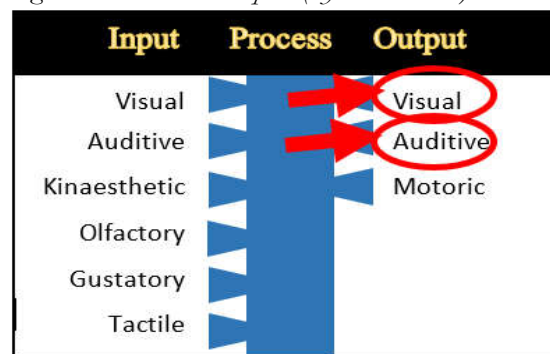 Input Process Output
Visual Visual
Auditive Auditive
Kinaesthetic Motoric
Olfactory
Gustatory
Tactile